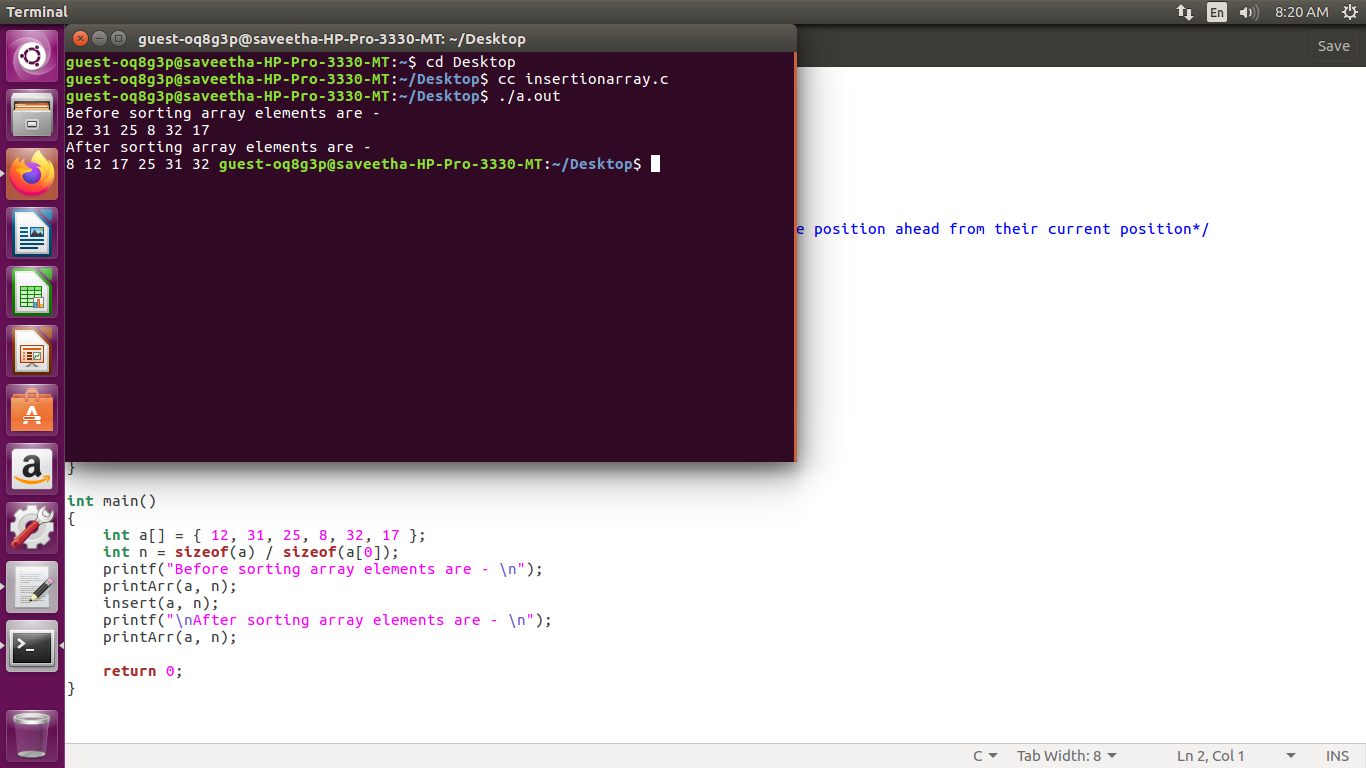 Terminal
En
8:20 AM
guest-oq8g3p@saveetha-HP-Pro-3330-MT: ~/Desktop
Save
guest-oq8g3p@saveetha-HP-Pro-3330-MT:~$ cd Desktop
guest-oq8g3p@saveetha-HP-Pro-3330-MT:~/Desktop$ cc insertionarray.c
guest-oq8g3p@saveetha-HP-Pro-3330-MT:~/Desktop$ ./a.out
Before sorting array elements are -
12 31 25 8 32 17
After sorting array elements are -
8 12 17 25 31 32 guest-oq8g3p@saveetha-HP-Pro-3330-MT:~/Desktop$
e position ahead from their current position*/
}
int main()
{
    int a[] = { 12, 31, 25, 8, 32, 17 };
    int n = sizeof(a) / sizeof(a[0]);
    printf("Before sorting array elements are - \n");
    printArr(a, n);
    insert(a, n);
    printf("\nAfter sorting array elements are - \n");
    printArr(a, n);
    return 0;
}
C
Tab Width: 8
Ln 2, Col 1
INS